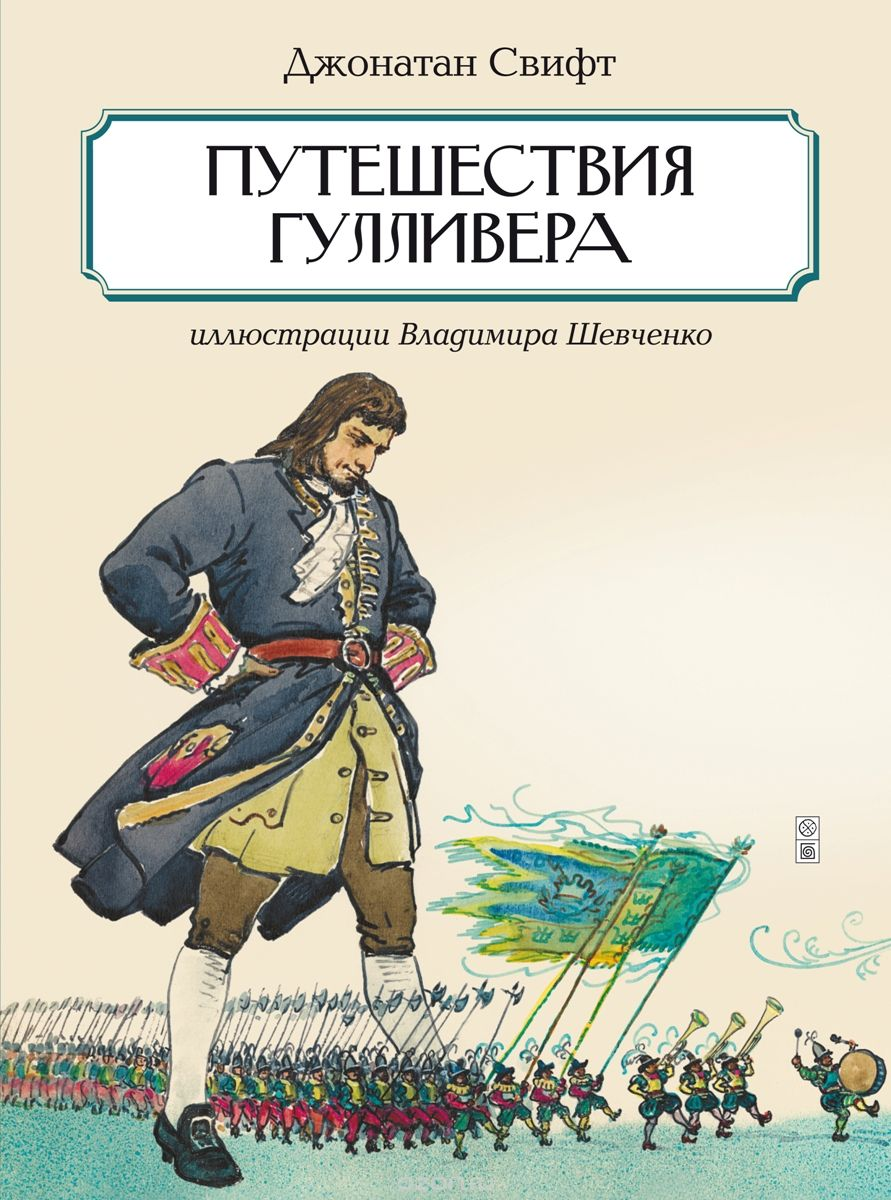 Джонатан Свифт
ПУТЕШЕСТВИЯ
ГУЛЛИВЕРА
иллюстрации Владимира Шевченко